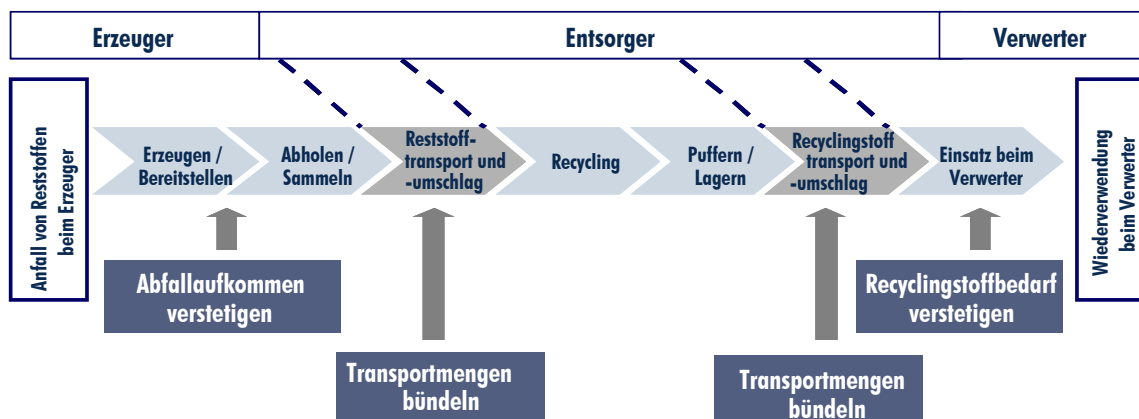 Erzeuger
Entsorger
Verwerter
Anfall von Reststoffen
beim Erzeuger
Erzeugen /
Bereitstellen
Abholen /
Sammeln
Reststoff-
transport und
-umschlag
Recycling
Puffern /
Lagern
Recyclingstoff
transport und
-umschlag
Einsatz beim
Verwerter
Wiederverwendung
beim Verwerter
Abfallaufkommen
verstetigen
Transportmengen
bündeln
Transportmengen
bündeln
Recyclingstoffbedarf
verstetigen